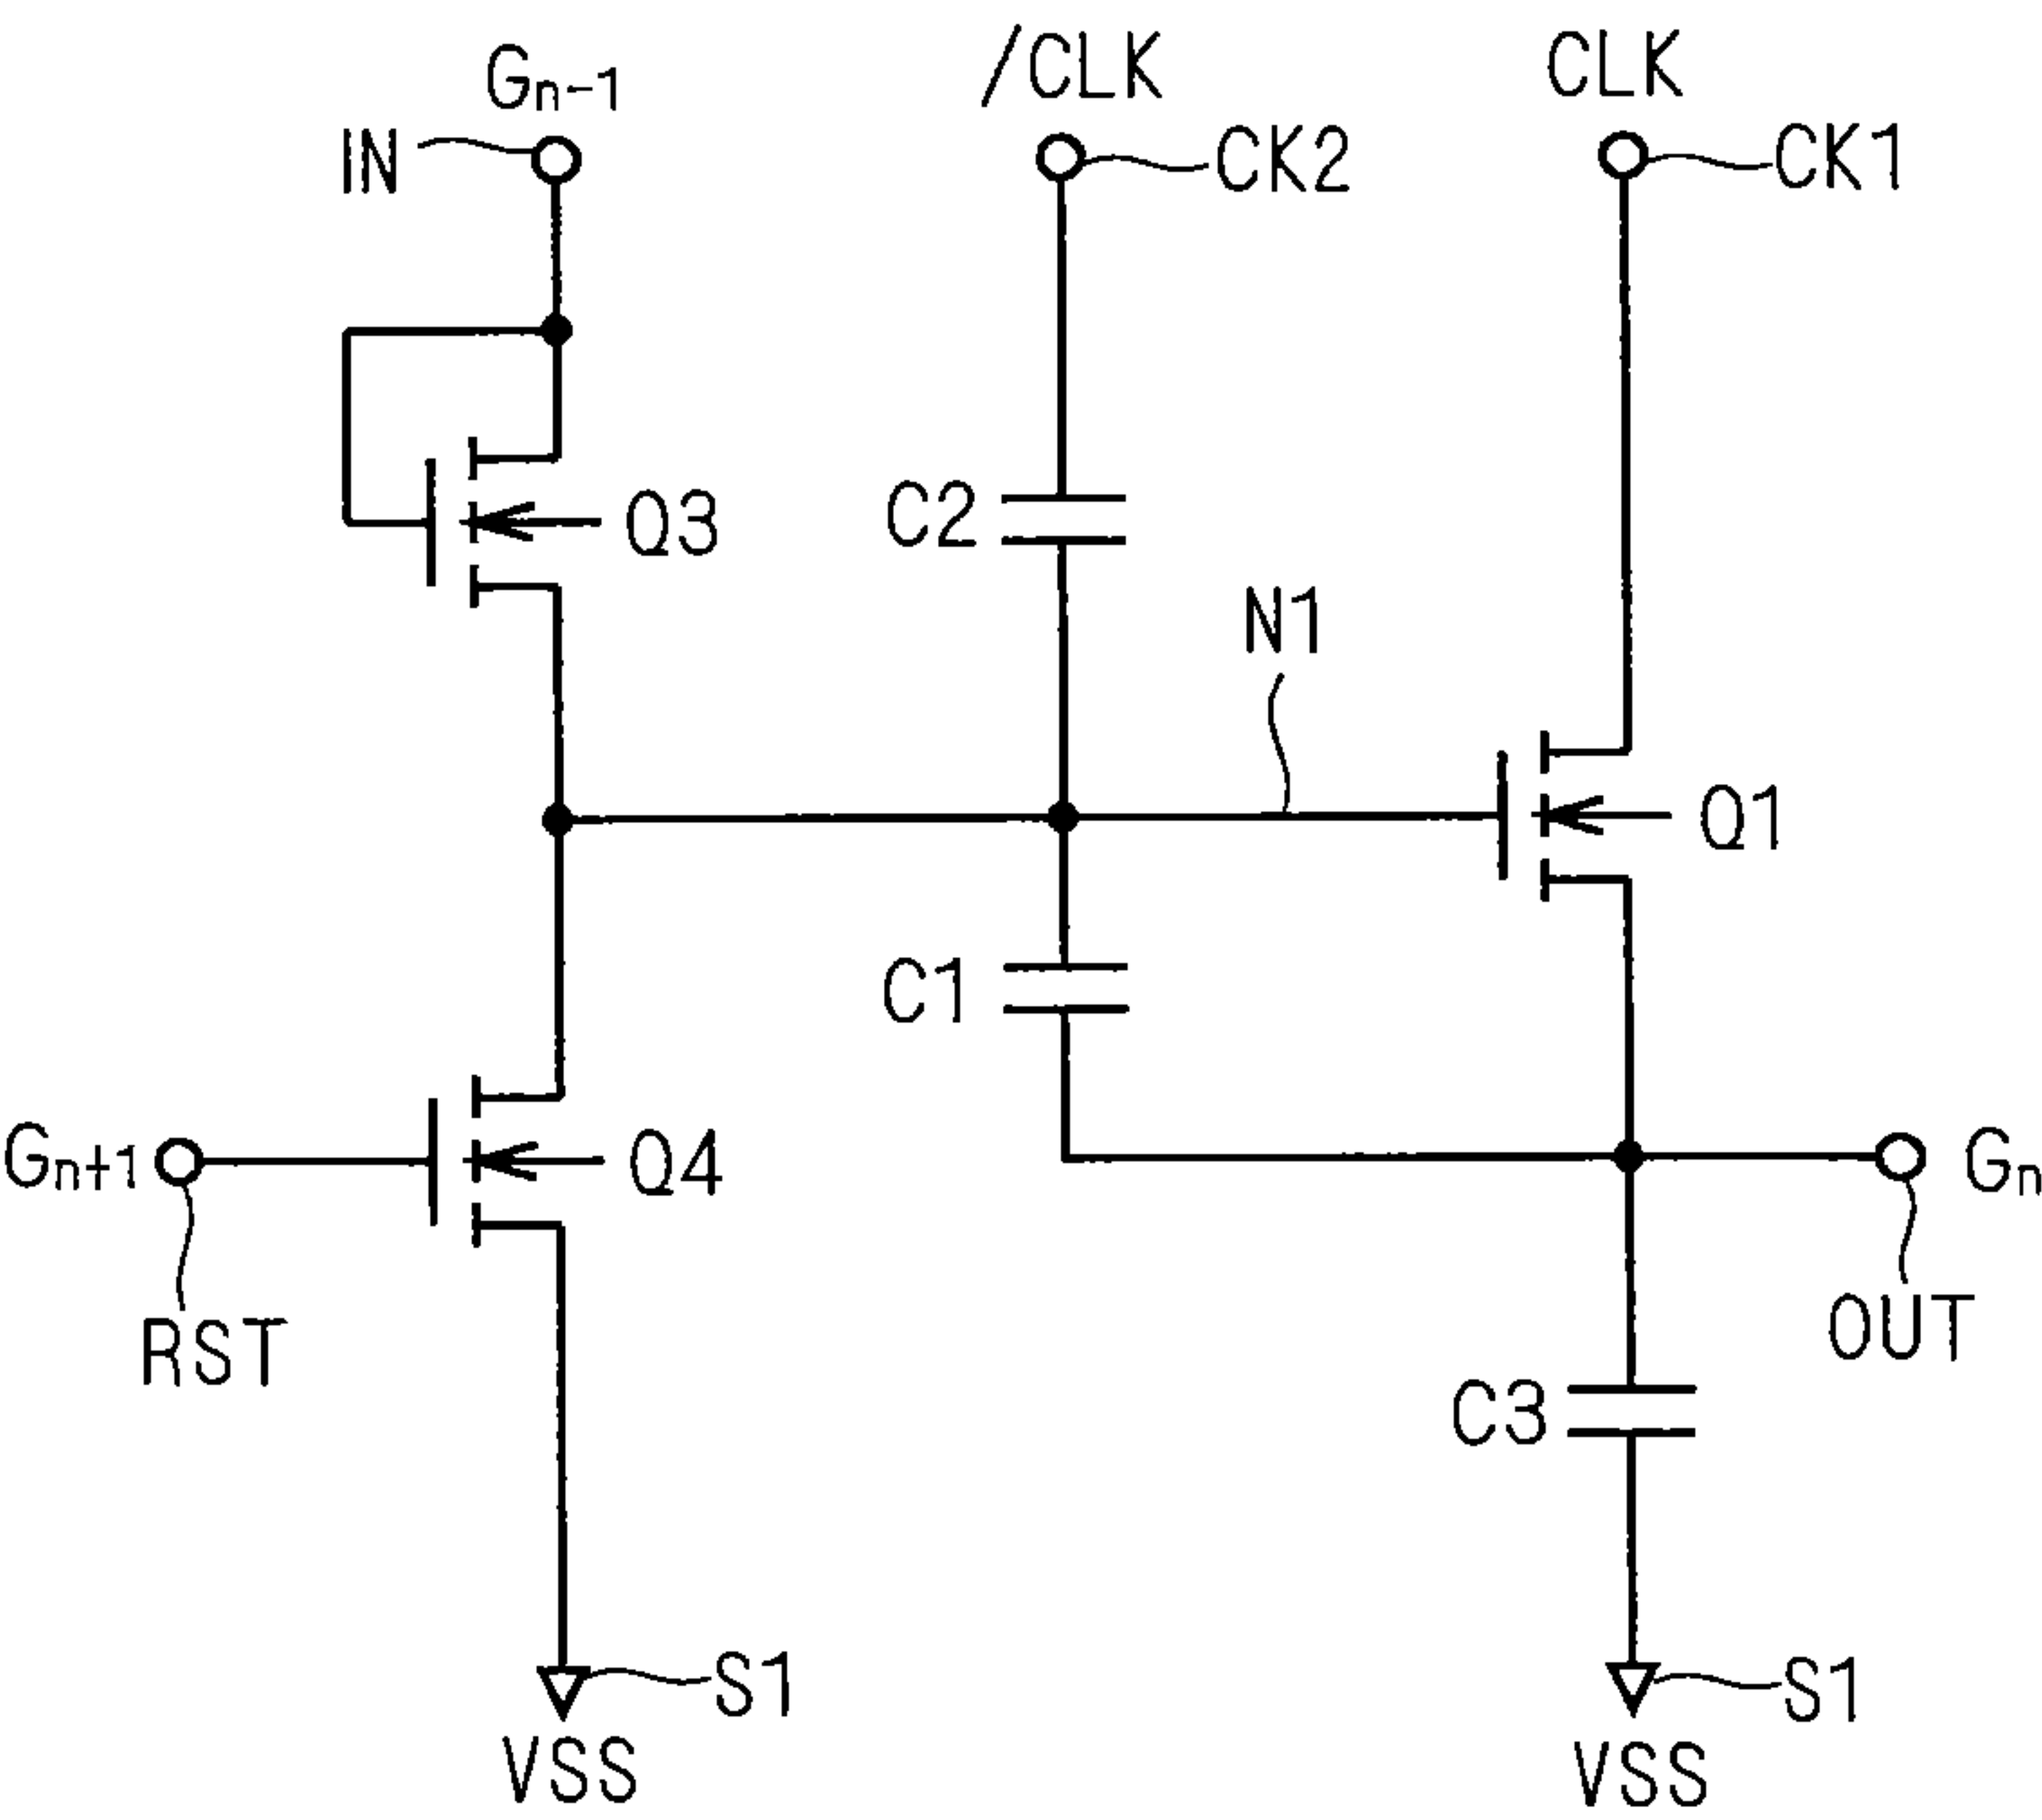 Gn-1
/CLK
CLK
IN
CK2
CK1
C2
Q3
N1
Q1
C1
Gn+1
Q4
Gn
RST
OUT
C3
S1
S1
VSS
VSS